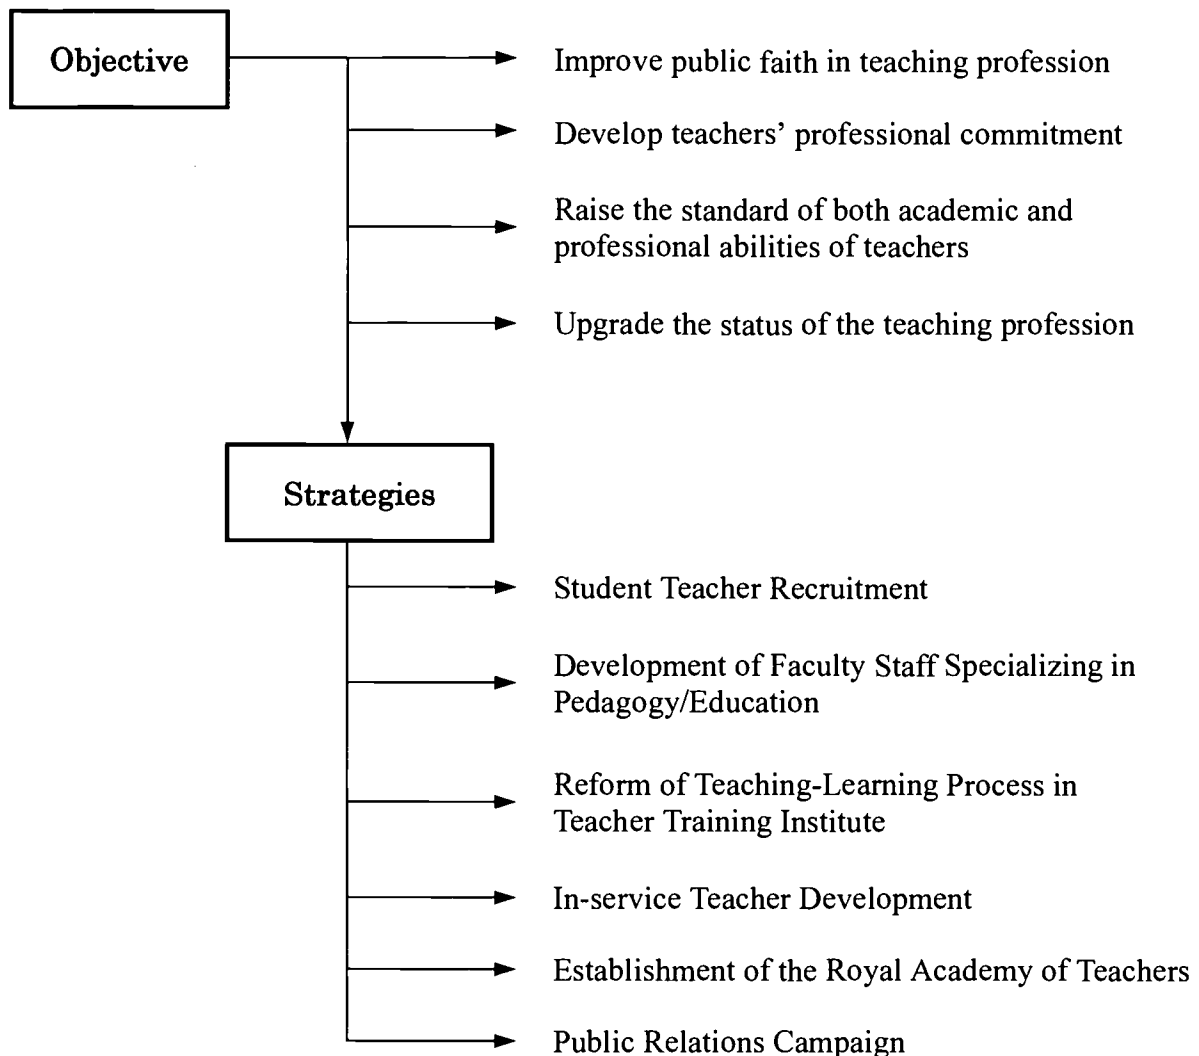 Objective
Improve public faith in teaching profession
Develop teachers’ professional commitment
Raise the standard of both academic and
professional abilities of teachers
Upgrade the status of the teaching profession
Strategies
Student Teacher Recruitment
Development of Faculty Staff Specializing in
Pedagogy/Education
Reform of Teaching-Learning Process in
Teacher Training Institute
In-service Teacher Development
Establishment of the Royal Academy of Teachers
Public Relations Campaign